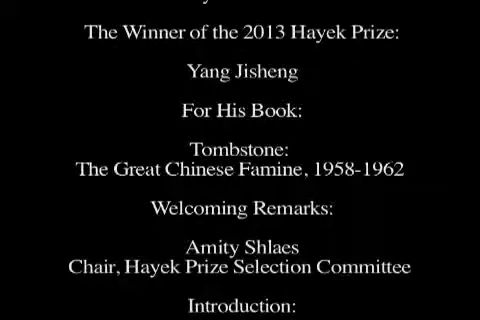 The Winner of the 2013 Hayek Prize:
Yang Jisheng
For His Book:
Tombstone:
The Great Chinese Famine, 1958-1962
Welcoming Remarks:
Amity Shlaes
Chair, Hayek Prize Selection Committee
Introduction: